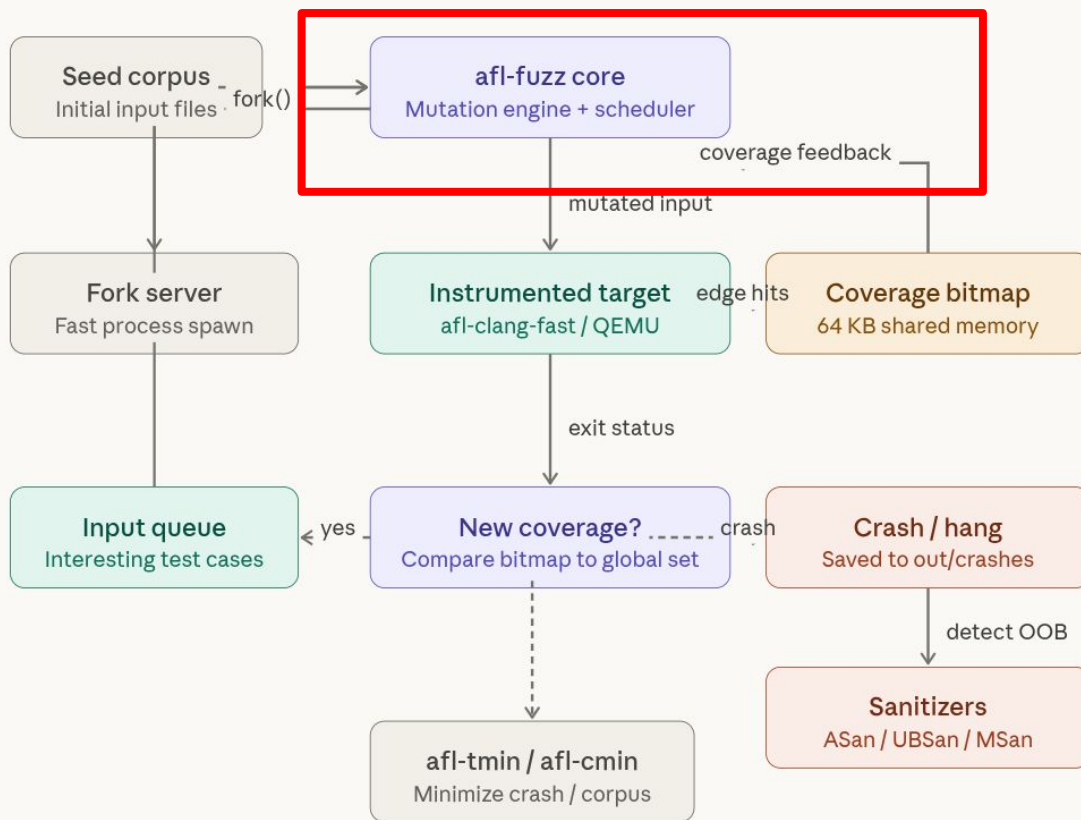 Seed corpus
Initial input files
fork()
afl-fuzz core
Mutation engine + scheduler
coverage feedback
mutated input
Fork server
Fast process spawn
Instrumented target
afl-clang-fast / QEMU
edge hits
Coverage bitmap
64 KB shared memory
exit status
Input queue
Interesting test cases
yes
New coverage?
Compare bitmap to global set
crash
Crash / hang
Saved to out/crashes
detect OOB
Sanitizers
ASan / UBSan / MSan
afl-tmin / afl-cmin
Minimize crash / corpus